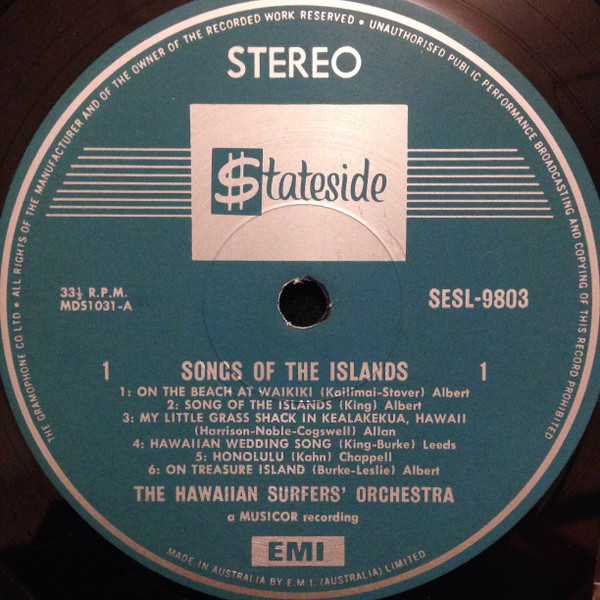 THE GRAMOPHONE CO LTD • ALL RIGHTS OF THE MANUFACTURER AND OF THE OWNER OF THE RECORDED WORK RESERVED • UNAUTHORISED PUBLIC PERFORMANCE BROADCASTING AND COPYING OF THIS RECORD PROHIBITED
STEREO
$tateside
33⅓ R.P.M.
MDS1031-A
SESL-9803
1 SONGS OF THE ISLANDS 1
1: ON THE BEACH AT WAIKIKI (Kailimai-Stover) Albert
2: SONG OF THE ISLANDS (King) Albert
3: MY LITTLE GRASS SHACK IN KEALAKEKUA, HAWAII
(Harrison-Noble-Cogswell) Allan
4: HAWAIIAN WEDDING SONG (King-Burke) Leeds
5: HONOLULU (Kahn) Chappell
6: ON TREASURE ISLAND (Burke-Leslie) Albert
THE HAWAIIAN SURFERS' ORCHESTRA
a MUSICOR recording
EMI
MADE IN AUSTRALIA BY E.M.I. (AUSTRALIA) LIMITED